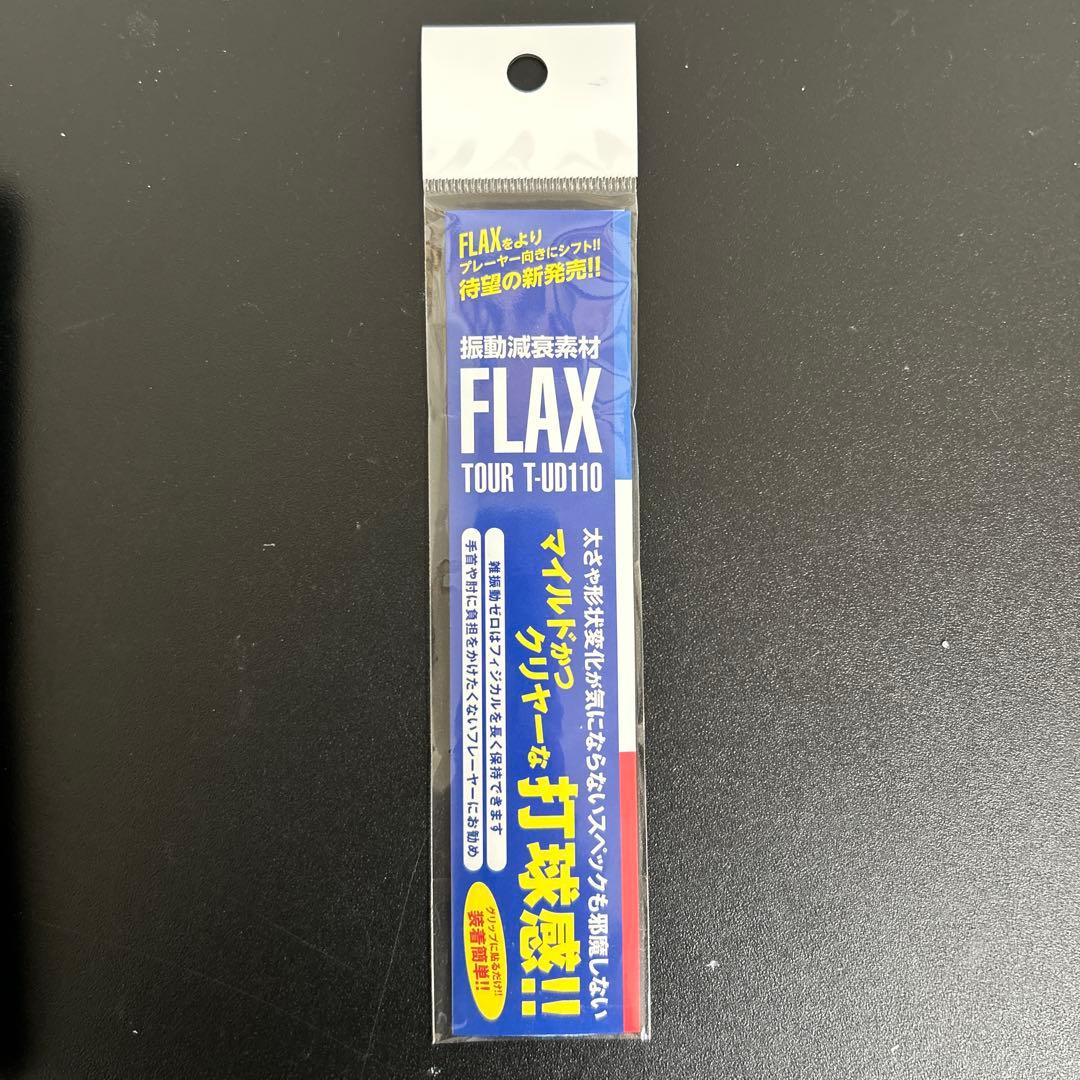 FLAXをより
プレーヤー向きにシフト!!
待望の新発売!!
振動減衰素材
FLAX
TOUR T-UD110
太さや形状変化が気にならないスペックも邪魔しない
マイルドかつ
クリヤーな
打球感!!
雑振動ゼロはフィジカルを長く保持できます
手首や肘に負担をかけたくないプレーヤーにお勧め
グリップに貼るだけ!!
装着簡単!!